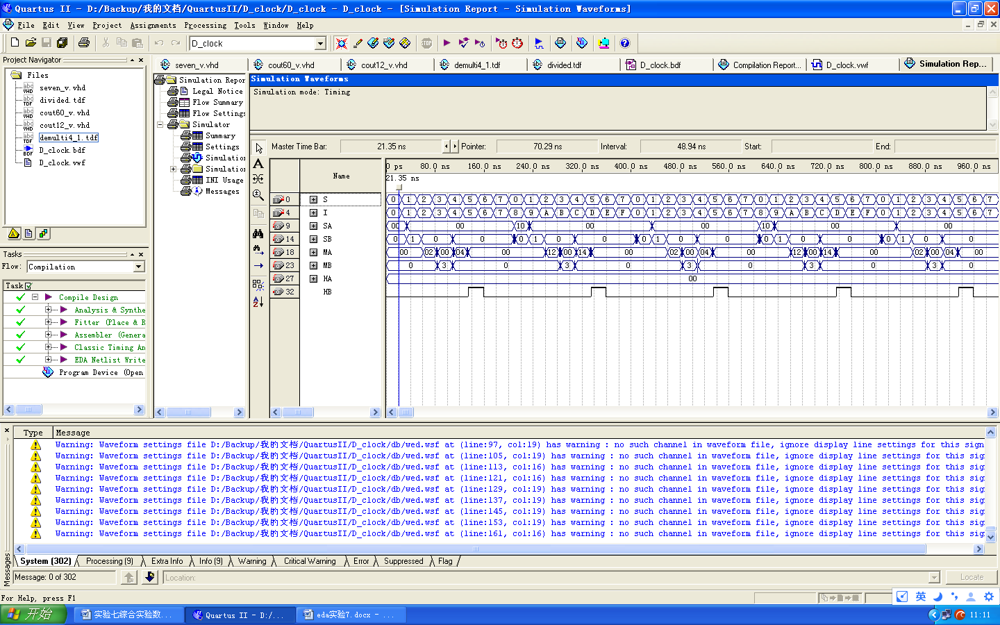 Quartus II - D:/Backup/我的文档/QuartusII/D_clock/D_clock - D_clock - [Simulation Report - Simulation Waveforms]
File Edit View Project Assignments Processing Tools Window Help
D_clock
Project Navigator
Files
seven_v.vhd
divided.tdf
cout60_v.vhd
cout12_v.vhd
demulti4_1.tdf
D_clock.bdf
D_clock.vwf
Tasks
Flow: Compilation
Task
Compile Design
Analysis & Synthe
Fitter (Place & R
Assembler (Genera
Classic Timing An
EDA Netlist Write
Program Device (Open
seven_v.vhd cout60_v.vhd cout12_v.vhd demulti4_1.tdf divided.tdf D_clock.bdf Compilation Report... D_clock.vwf Simulation Rep...
Simulation Repor
Legal Notice
Flow Summary
Flow Settings
Simulator
Summary
Settings
Simulation
Simulation
INI Usage
Messages
Simulation Waveforms
Simulation mode: Timing
Master Time Bar: 21.35 ns Pointer: 70.29 ns Interval: 48.94 ns Start: End:
Name
0 ps 80.0 ns 160.0 ns 240.0 ns 320.0 ns 400.0 ns 480.0 ns 560.0 ns 640.0 ns 720.0 ns 800.0 ns 880.0 ns 960.0 ns
21.35 ns
0 S 0 1 2 3 4 5 6 7 0 1 2 3 4 5 6 7 0 1 2 3 4 5 6 7 0 1 2 3 4 5 6 7 0 1 2 3 4 5 6 7
4 I 0 1 2 3 4 5 6 7 8 9 A B C D E F 0 1 2 3 4 5 6 7 8 9 A B C D E F 0 1 2 3 4 5 6 7
9 SA 00 00 10 00 00 10 00 00
14 SB 0 1 0 0 0 1 0 0 0 1 0 0 0 1 0 0 0 1 0 0
18 MA 00 02 00 04 00 12 00 14 00 02 00 04 00 12 00 14 00 02 00 04 00
23 MB 0 3 0 3 0 3 0 3 0 3 0
27 HA 00
32 HB
Type Message
Warning: Waveform settings file D:/Backup/我的文档/QuartusII/D_clock/db/wed.wsf at (line:97, col:19) has warning : no such channel in waveform file, ignore display line settings for this sign
Warning: Waveform settings file D:/Backup/我的文档/QuartusII/D_clock/db/wed.wsf at (line:105, col:19) has warning : no such channel in waveform file, ignore display line settings for this sig
Warning: Waveform settings file D:/Backup/我的文档/QuartusII/D_clock/db/wed.wsf at (line:113, col:16) has warning : no such channel in waveform file, ignore display line settings for this sig
Warning: Waveform settings file D:/Backup/我的文档/QuartusII/D_clock/db/wed.wsf at (line:121, col:16) has warning : no such channel in waveform file, ignore display line settings for this sig
Warning: Waveform settings file D:/Backup/我的文档/QuartusII/D_clock/db/wed.wsf at (line:129, col:19) has warning : no such channel in waveform file, ignore display line settings for this sig
Warning: Waveform settings file D:/Backup/我的文档/QuartusII/D_clock/db/wed.wsf at (line:137, col:19) has warning : no such channel in waveform file, ignore display line settings for this sig
Warning: Waveform settings file D:/Backup/我的文档/QuartusII/D_clock/db/wed.wsf at (line:145, col:19) has warning : no such channel in waveform file, ignore display line settings for this sig
Warning: Waveform settings file D:/Backup/我的文档/QuartusII/D_clock/db/wed.wsf at (line:153, col:19) has warning : no such channel in waveform file, ignore display line settings for this sig
Warning: Waveform settings file D:/Backup/我的文档/QuartusII/D_clock/db/wed.wsf at (line:161, col:16) has warning : no such channel in waveform file, ignore display line settings for this sig
Messages
System (302) Processing (9) Extra Info Info (9) Warning Critical Warning Error Suppressed Flag
Message: 0 of 302 Location: Locate
For Help, press F1
英
开始 实验七综合实验数... Quartus II - D:/... eda实验7.docx - ... 11:11